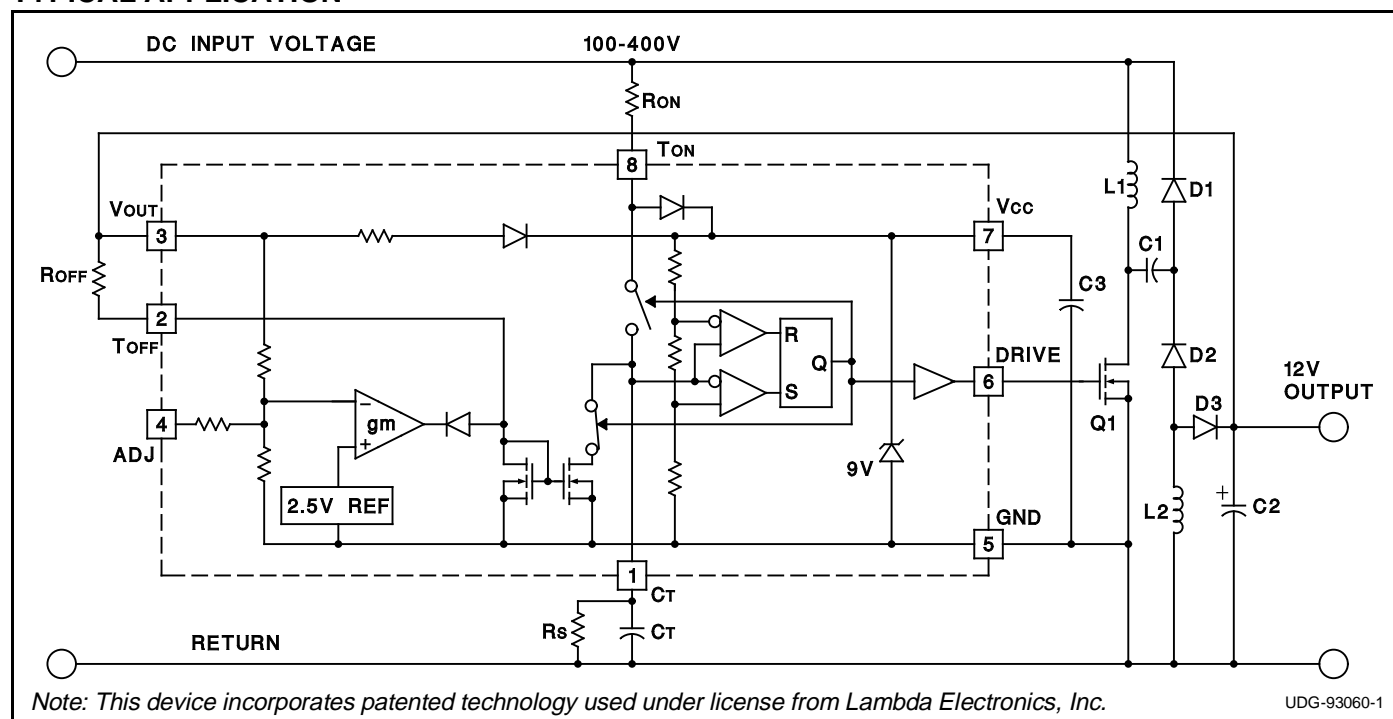 DC INPUT VOLTAGE
100-400V
RON
TON
8
VOUT
3
VCC
7
L1
D1
C1
ROFF
C3
2
TOFF
R
Q
S
DRIVE
6
D2
12V
OUTPUT
D3
Q1
4
ADJ
−
gm
+
9V
2.5V REF
GND
5
L2
+
C2
1
CT
RS
CT
RETURN
Note: This device incorporates patented technology used under license from Lambda Electronics, Inc.
UDG-93060-1